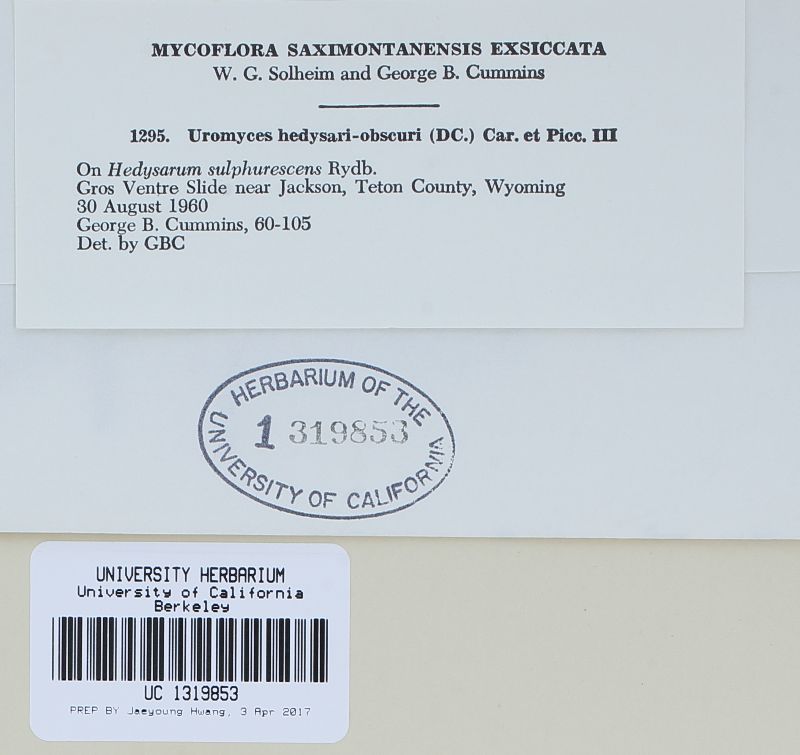 MYCOFLORA SAXIMONTANENSIS EXSICCATA
W. G. Solheim and George B. Cummins
1295. Uromyces hedysari-obscuri (DC.) Car. et Picc. III
On Hedysarum sulphurescens Rydb.
Gros Ventre Slide near Jackson, Teton County, Wyoming
30 August 1960
George B. Cummins, 60-105
Det. by GBC
HERBARIUM OF THE
1 319853
UNIVERSITY OF CALIFORNIA
UNIVERSITY HERBARIUM
University of California
Berkeley
UC 1319853
PREP BY Jaeyoung Hwang, 3 Apr 2017